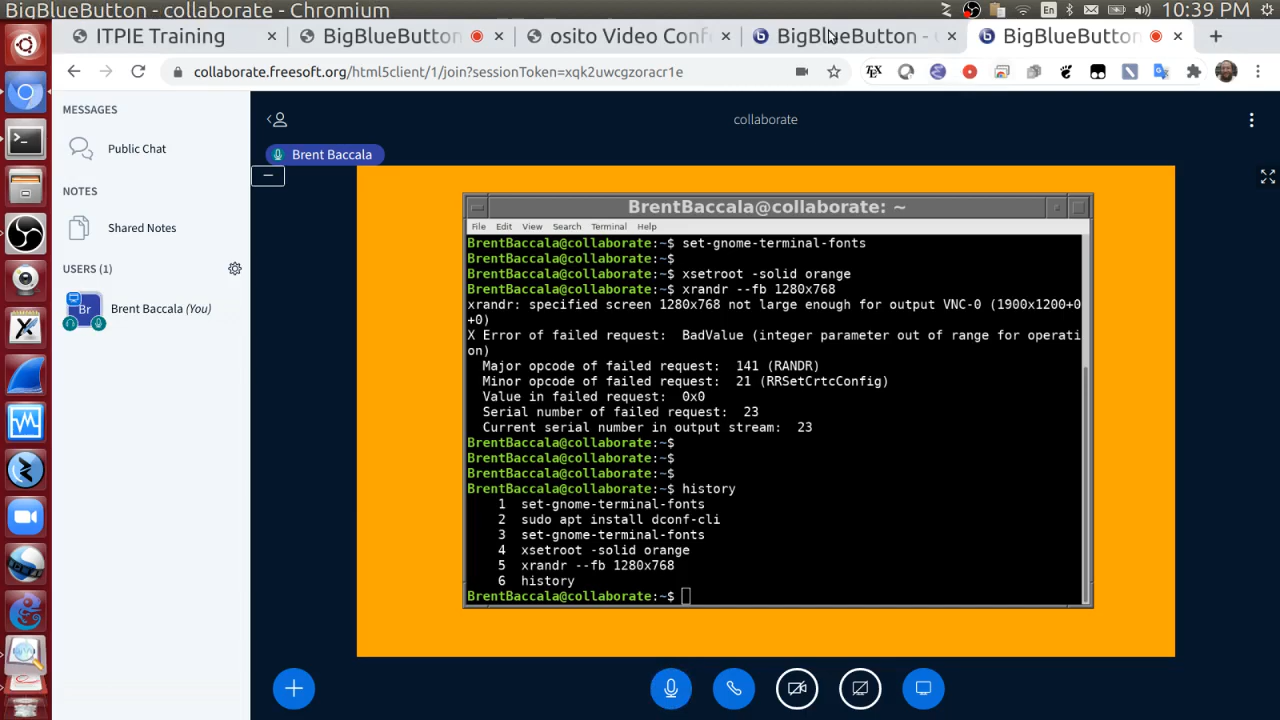 BigBlueButton - collaborate - Chromium
En
10:39 PM
ITPIE Training
BigBlueButton
osito Video Conf
BigBlueButton -
BigBlueButton
collaborate.freesoft.org/html5client/1/join?sessionToken=xqk2uwcgzoracr1e
MESSAGES
Public Chat
NOTES
Shared Notes
USERS (1)
Br
Brent Baccala (You)
collaborate
Brent Baccala
BrentBaccala@collaborate: ~
File Edit View Search Terminal Help
BrentBaccala@collaborate:~$ set-gnome-terminal-fonts
BrentBaccala@collaborate:~$
BrentBaccala@collaborate:~$ xsetroot -solid orange
BrentBaccala@collaborate:~$ xrandr --fb 1280x768
xrandr: specified screen 1280x768 not large enough for output VNC-0 (1900x1200+0
+0)
X Error of failed request:  BadValue (integer parameter out of range for operati
on)
  Major opcode of failed request:  141 (RANDR)
  Minor opcode of failed request:  21 (RRSetCrtcConfig)
  Value in failed request:  0x0
  Serial number of failed request:  23
  Current serial number in output stream:  23
BrentBaccala@collaborate:~$
BrentBaccala@collaborate:~$
BrentBaccala@collaborate:~$
BrentBaccala@collaborate:~$ history
    1  set-gnome-terminal-fonts
    2  sudo apt install dconf-cli
    3  set-gnome-terminal-fonts
    4  xsetroot -solid orange
    5  xrandr --fb 1280x768
    6  history
BrentBaccala@collaborate:~$